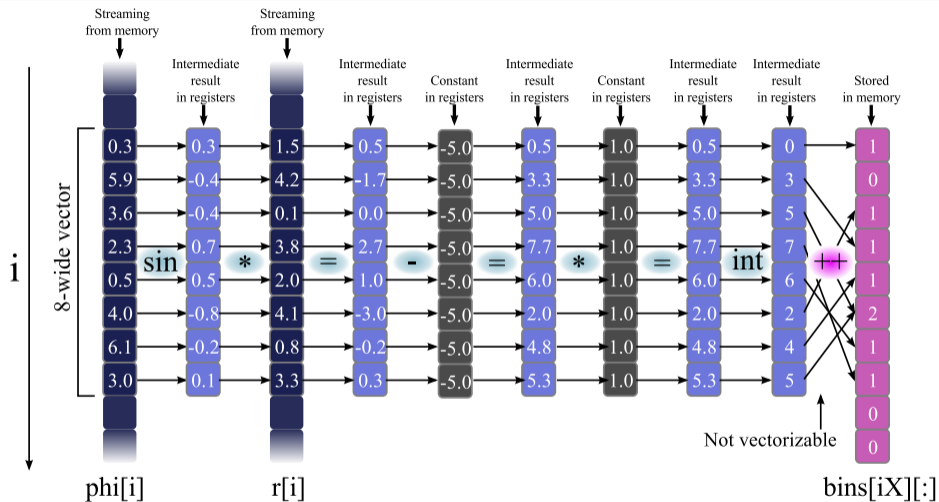 Streaming
from memory
Streaming
from memory
Intermediate
result
in registers
Intermediate
result
in registers
Constant
in registers
Intermediate
result
in registers
Constant
in registers
Intermediate
result
in registers
Intermediate
result
in registers
Stored
in memory
i
8-wide vector
0.3 0.3 1.5 0.5 -5.0 0.5 1.0 0.5 0 1
5.9 -0.4 4.2 -1.7 -5.0 3.3 1.0 3.3 3 0
3.6 -0.4 0.1 0.0 -5.0 5.0 1.0 5.0 5 1
2.3 0.7 3.8 2.7 -5.0 7.7 1.0 7.7 7 1
sin * = - = * = int ++
0.5 0.5 2.0 1.0 -5.0 6.0 1.0 6.0 6 1
4.0 -0.8 4.1 -3.0 -5.0 2.0 1.0 2.0 2 2
6.1 -0.2 0.8 -0.2 -5.0 4.8 1.0 4.8 4 1
3.0 0.1 3.3 0.3 -5.0 5.3 1.0 5.3 5 1
0
0
Not vectorizable
phi[i] r[i] bins[iX][:]